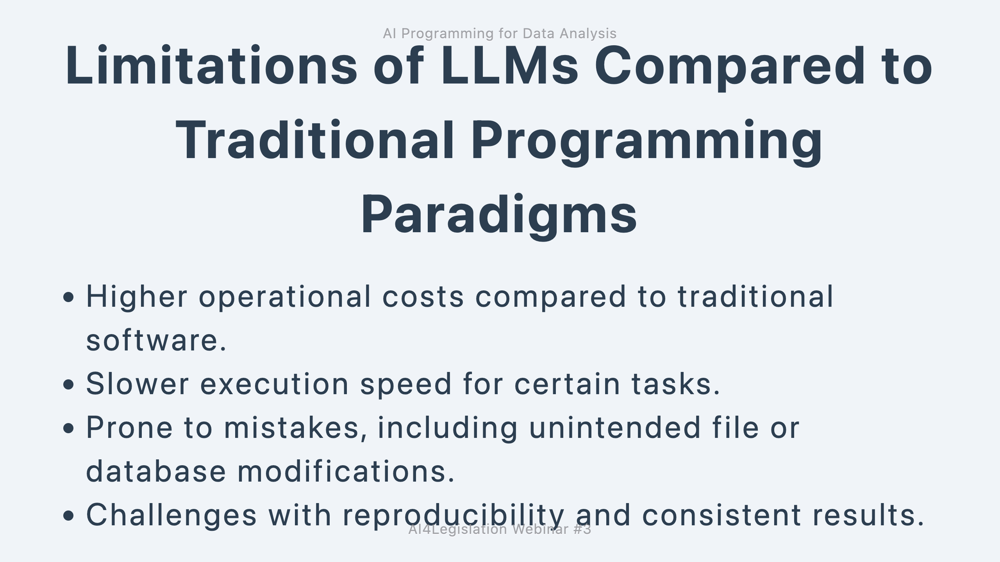 AI Programming for Data Analysis
Limitations of LLMs Compared to
Traditional Programming
Paradigms
• Higher operational costs compared to traditional
software.
• Slower execution speed for certain tasks.
• Prone to mistakes, including unintended file or
database modifications.
• Challenges with reproducibility and consistent results.
AI4Legislation Webinar #3